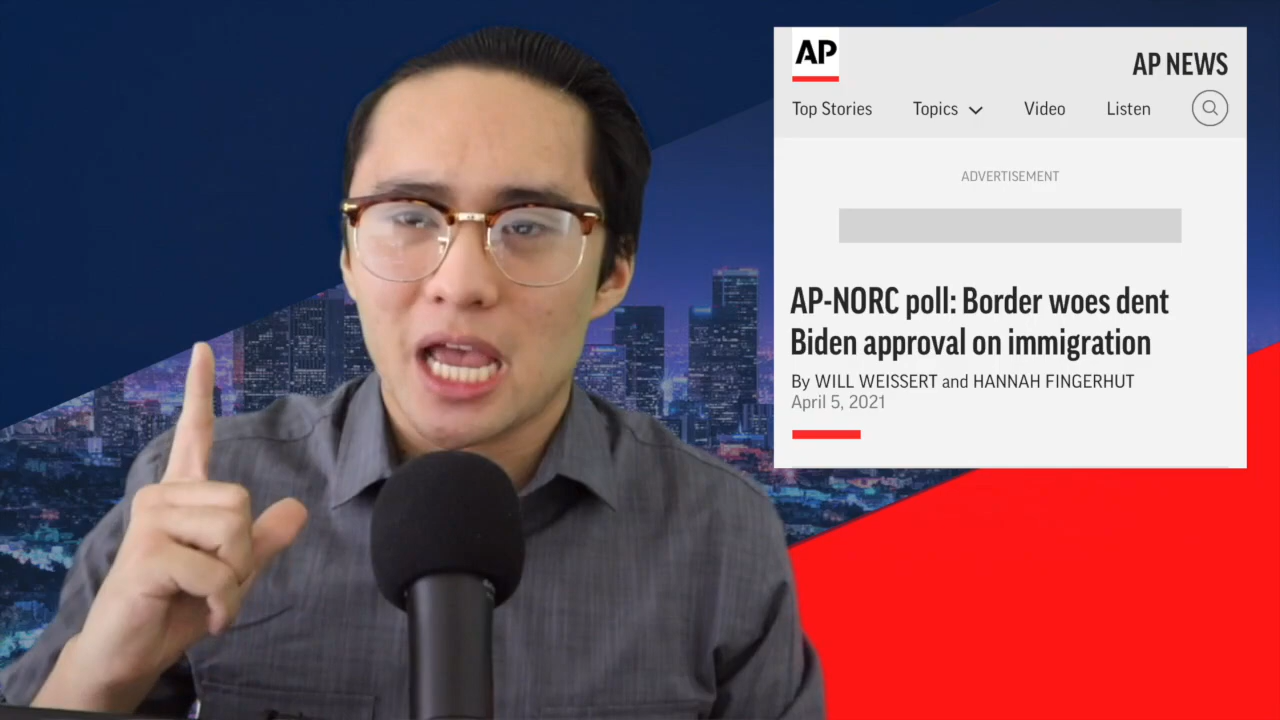 AP
AP NEWS
Top Stories
Topics
Video
Listen
ADVERTISEMENT
AP-NORC poll: Border woes dent
Biden approval on immigration
By WILL WEISSERT and HANNAH FINGERHUT
April 5, 2021